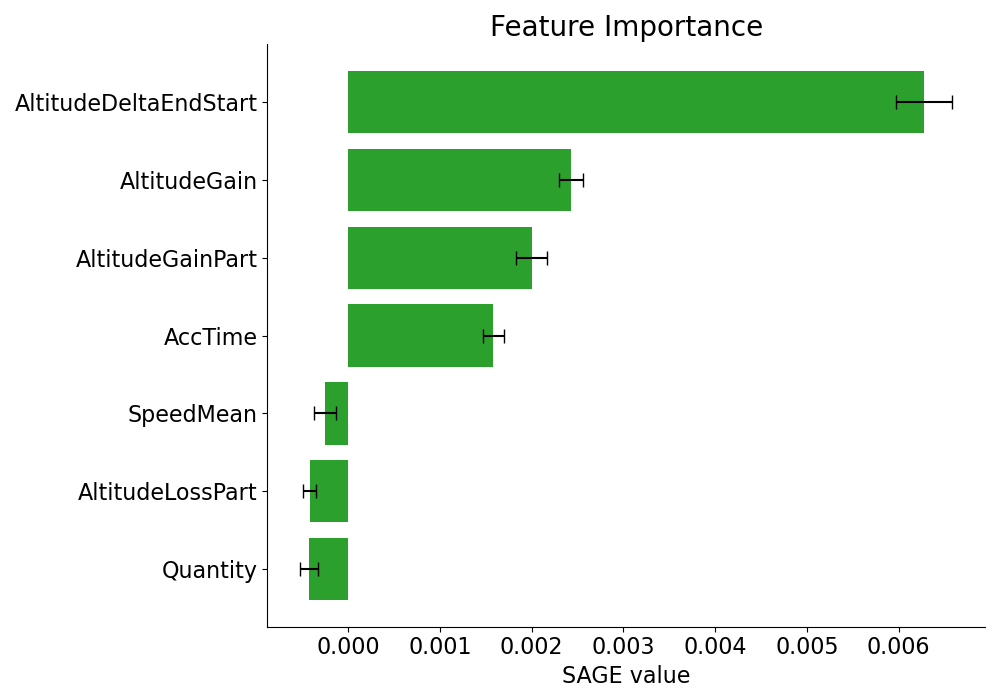 Feature Importance
AltitudeDeltaEndStart
AltitudeGain
AltitudeGainPart
AccTime
SpeedMean
AltitudeLossPart
Quantity
0.000 0.001 0.002 0.003 0.004 0.005 0.006
SAGE value